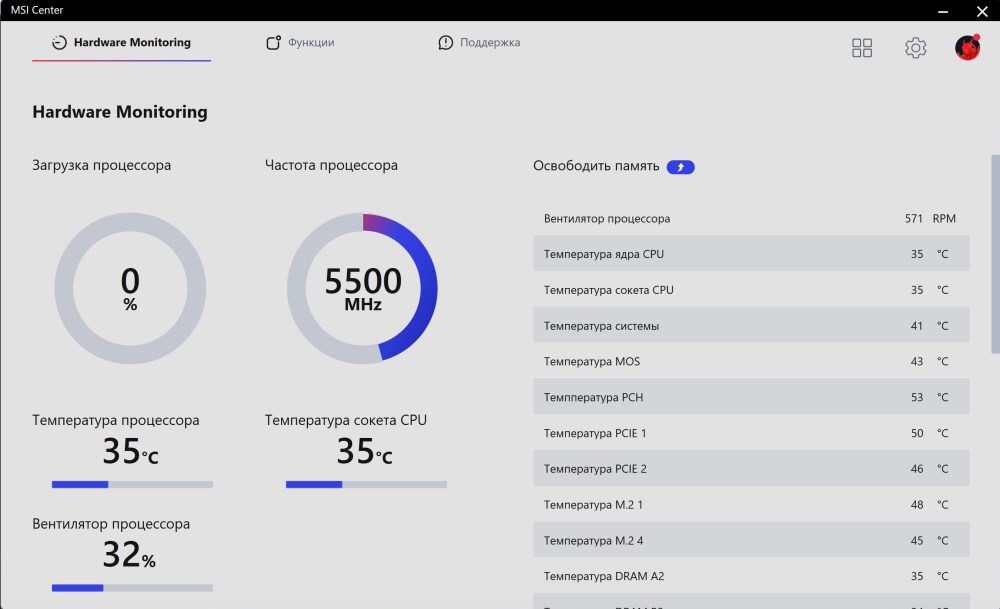 MSI Center
Hardware Monitoring
Функции
Поддержка
Hardware Monitoring
Загрузка процессора
0
%
Частота процессора
5500
MHz
Температура процессора
35°C
Температура сокета CPU
35°C
Вентилятор процессора
32%
Освободить память
Вентилятор процессора 571 RPM
Температура ядра CPU 35 °C
Температура сокета CPU 35 °C
Температура системы 41 °C
Температура MOS 43 °C
Темппература PCH 53 °C
Температура PCIE 1 50 °C
Температура PCIE 2 46 °C
Температура M.2 1 48 °C
Температура M.2 4 45 °C
Температура DRAM A2 35 °C